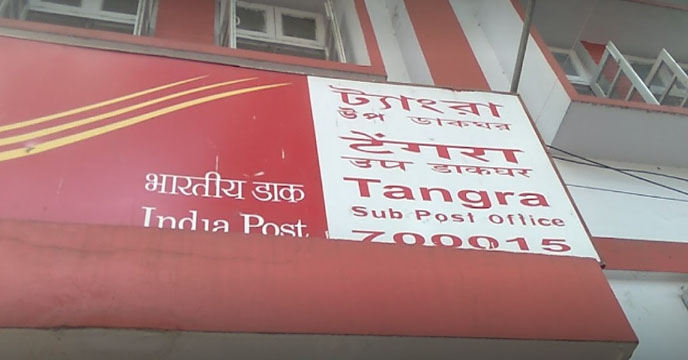 भारतीय डाक
India Post
ট্যাংরা
উপ ডাকঘর
टेंगरा
उप डाकघर
Tangra
Sub Post Office
700015